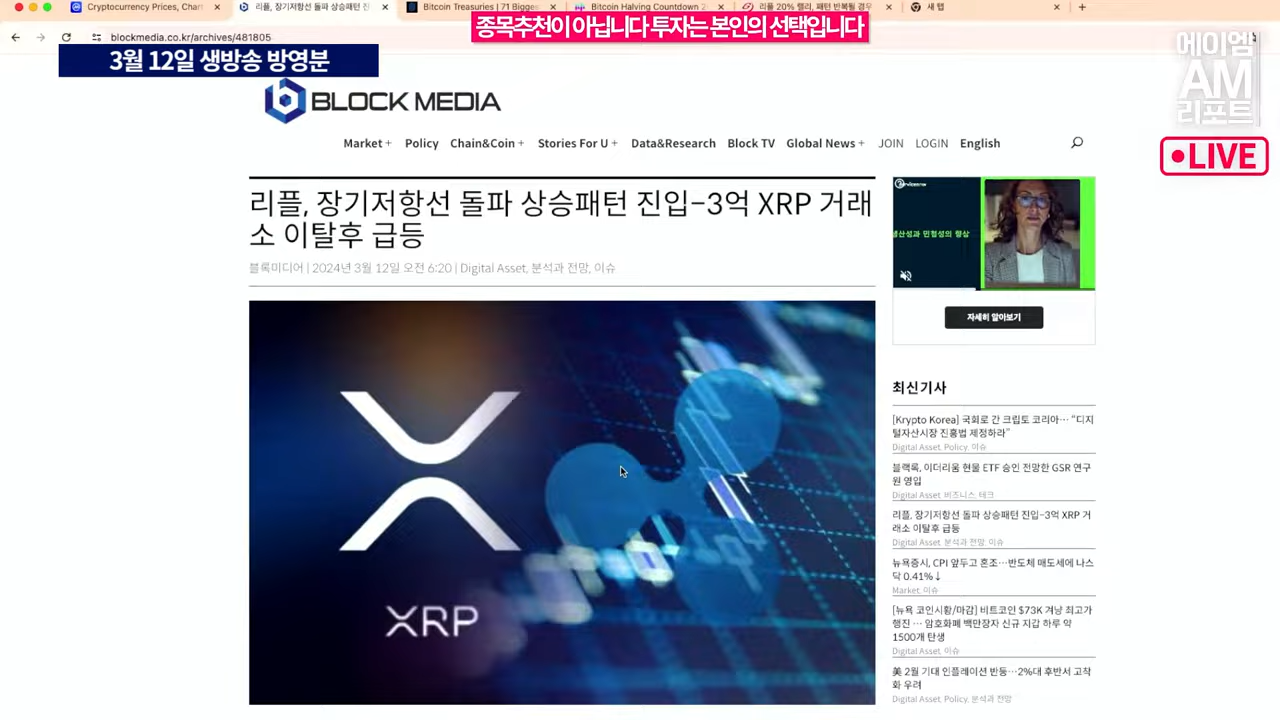 Cryptocurrency Prices, Chart
리플, 장기저항선 돌파 상승패턴 진
Bitcoin Treasuries | 71 Bigges
Bitcoin Halving Countdown 2
리플 20% 랠리, 패턴 반복될 경우
새 탭
blockmedia.co.kr/archives/481805
종목추천이 아닙니다 투자는 본인의 선택입니다
3월 12일 생방송 방영분
에이엠
AM
리포트
LIVE
BLOCK MEDIA
Market + Policy Chain&Coin + Stories For U + Data&Research Block TV Global News + JOIN LOGIN English
리플, 장기저항선 돌파 상승패턴 진입-3억 XRP 거래
소 이탈후 급등
블록미디어 | 2024년 3월 12일 오전 6:20 | Digital Asset, 분석과 전망, 이슈
생산성과 민첩성의 향상
자세히 알아보기
XRP
최신기사
[Krypto Korea] 국회로 간 크립토 코리아… “디지
털자산시장 진흥법 제정하라”
Digital Asset, Policy, 이슈
블랙록, 이더리움 현물 ETF 승인 전망한 GSR 연구
원 영입
Digital Asset, 비즈니스, 테크
리플, 장기저항선 돌파 상승패턴 진입-3억 XRP 거
래소 이탈후 급등
Digital Asset, 분석과 전망, 이슈
뉴욕증시, CPI 앞두고 혼조…반도체 매도세에 나스
닥 0.41%↓
Market, 이슈
[뉴욕 코인시황/마감] 비트코인 $73K 겨냥 최고가
행진 … 암호화폐 백만장자 신규 지갑 하루 약
1500개 탄생
Digital Asset, 이슈
美 2월 기대 인플레이션 반등…2%대 후반서 고착
화 우려
Digital Asset, Policy, 분석과 전망